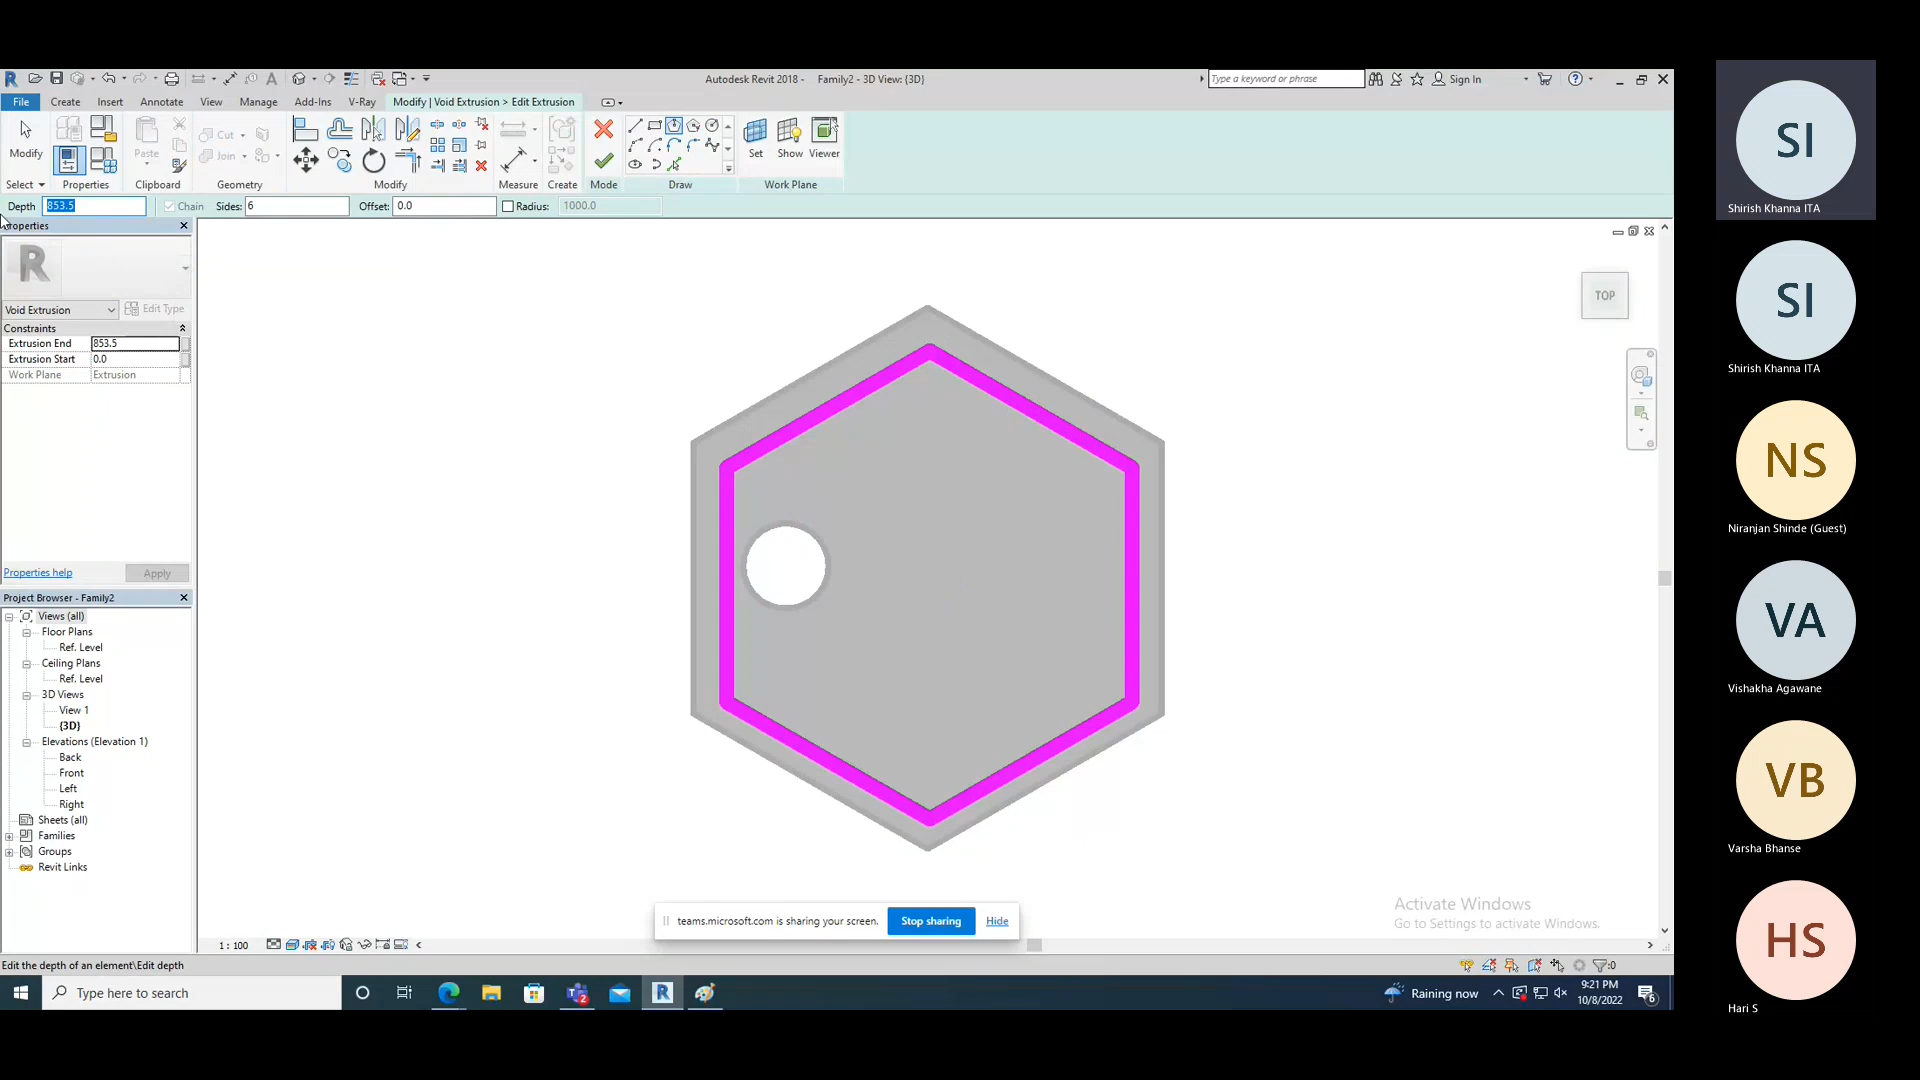 Autodesk Revit 2018 - Family2 - 3D View: {3D}
Type a keyword or phrase
Sign In
File Create Insert Annotate View Manage Add-Ins V-Ray Modify | Void Extrusion > Edit Extrusion
Modify
Paste
Cut
Join
Set Show Viewer
Select Properties Clipboard Geometry Modify Measure Create Mode Draw Work Plane
Depth 853.5 Chain Sides: 6 Offset: 0.0 Radius: 1000.0
roperties
R
Void Extrusion Edit Type
Constraints
Extrusion End 853.5
Extrusion Start 0.0
Work Plane Extrusion
Properties help Apply
Project Browser - Family2
Views (all)
Floor Plans
Ref. Level
Ceiling Plans
Ref. Level
3D Views
View 1
{3D}
Elevations (Elevation 1)
Back
Front
Left
Right
Sheets (all)
Families
Groups
Revit Links
TOP
teams.microsoft.com is sharing your screen. Stop sharing Hide
Activate Windows
Go to Settings to activate Windows.
1 : 100
Edit the depth of an element\Edit depth
:0
Type here to search
2
R
Raining now
9:21 PM
10/8/2022
6
SI
Shirish Khanna ITA
SI
Shirish Khanna ITA
NS
Niranjan Shinde (Guest)
VA
Vishakha Agawane
VB
Varsha Bhanse
HS
Hari S